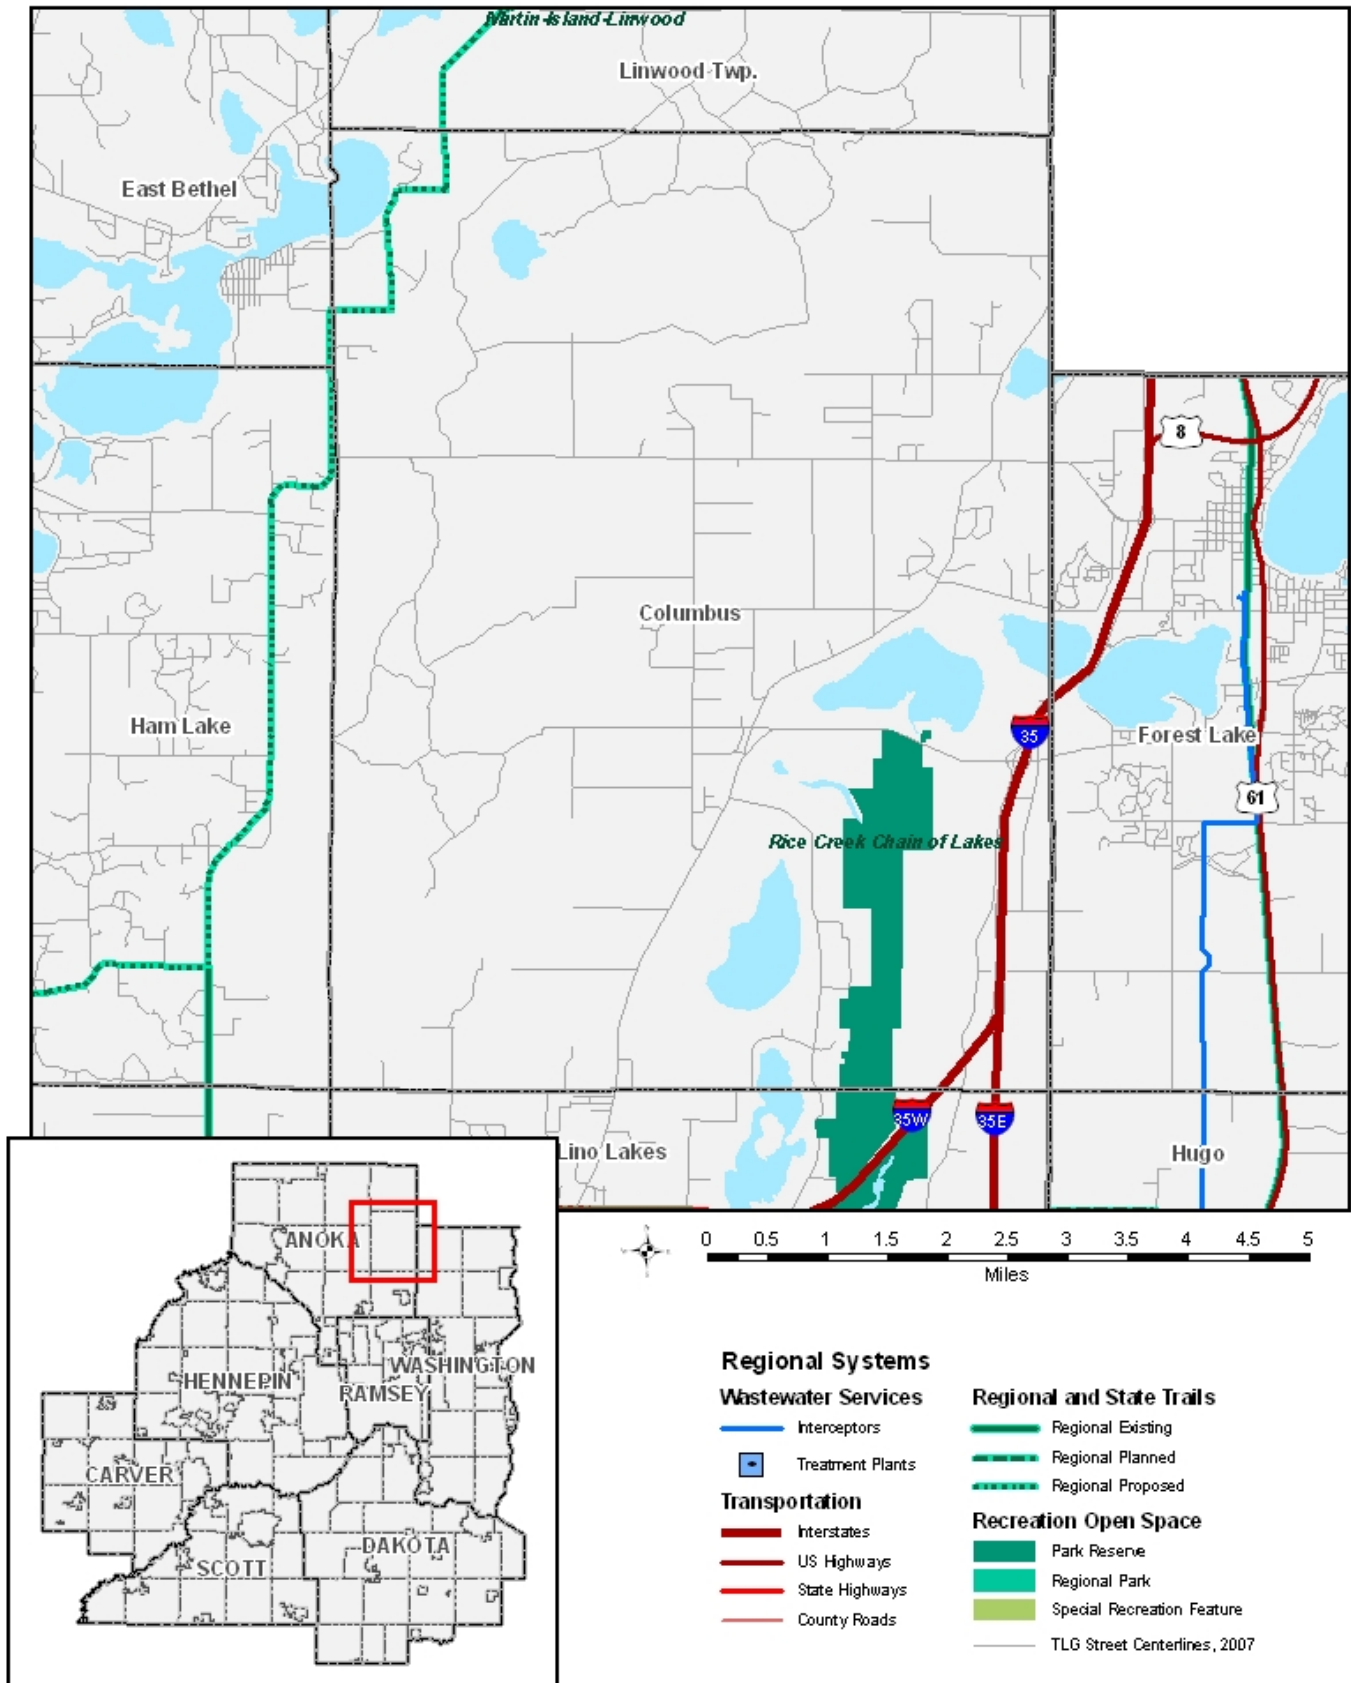 Martin-Island-Linwood
Linwood Twp.
East Bethel
8
Columbus
Ham Lake
35
Forest Lake
61
Rice Creek Chain of Lakes
35W
35E
Lino Lakes
Hugo
0 0.5 1 1.5 2 2.5 3 3.5 4 4.5 5
Miles
ANOKA
HENNEPIN
RAMSEY
WASHINGTON
CARVER
SCOTT
DAKOTA
Regional Systems
Wastewater Services
Interceptors
Treatment Plants
Transportation
Interstates
US Highways
State Highways
County Roads
Regional and State Trails
Regional Existing
Regional Planned
Regional Proposed
Recreation Open Space
Park Reserve
Regional Park
Special Recreation Feature
TLG Street Centerlines, 2007